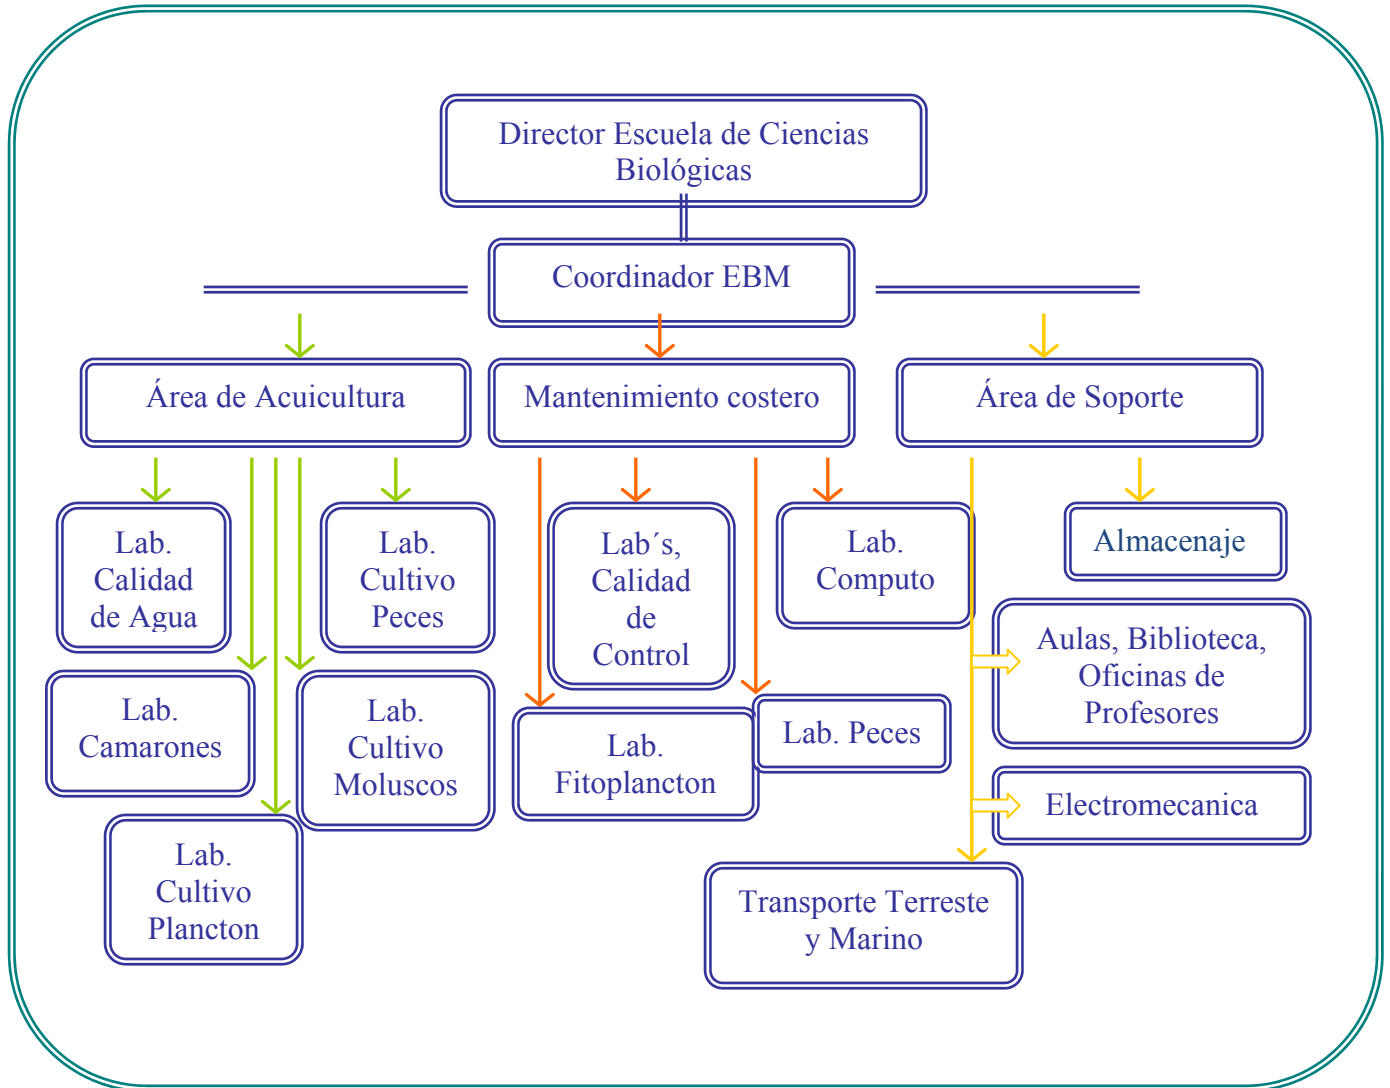 Director Escuela de Ciencias
Biológicas
Coordinador EBM
Área de Acuicultura
Mantenimiento costero
Área de Soporte
Lab.
Calidad
de Agua
Lab.
Cultivo
Peces
Lab´s,
Calidad
de
Control
Lab.
Computo
Almacenaje
Aulas, Biblioteca,
Oficinas de
Profesores
Lab.
Camarones
Lab.
Cultivo
Moluscos
Lab.
Fitoplancton
Lab. Peces
Electromecanica
Lab.
Cultivo
Plancton
Transporte Terreste
y Marino